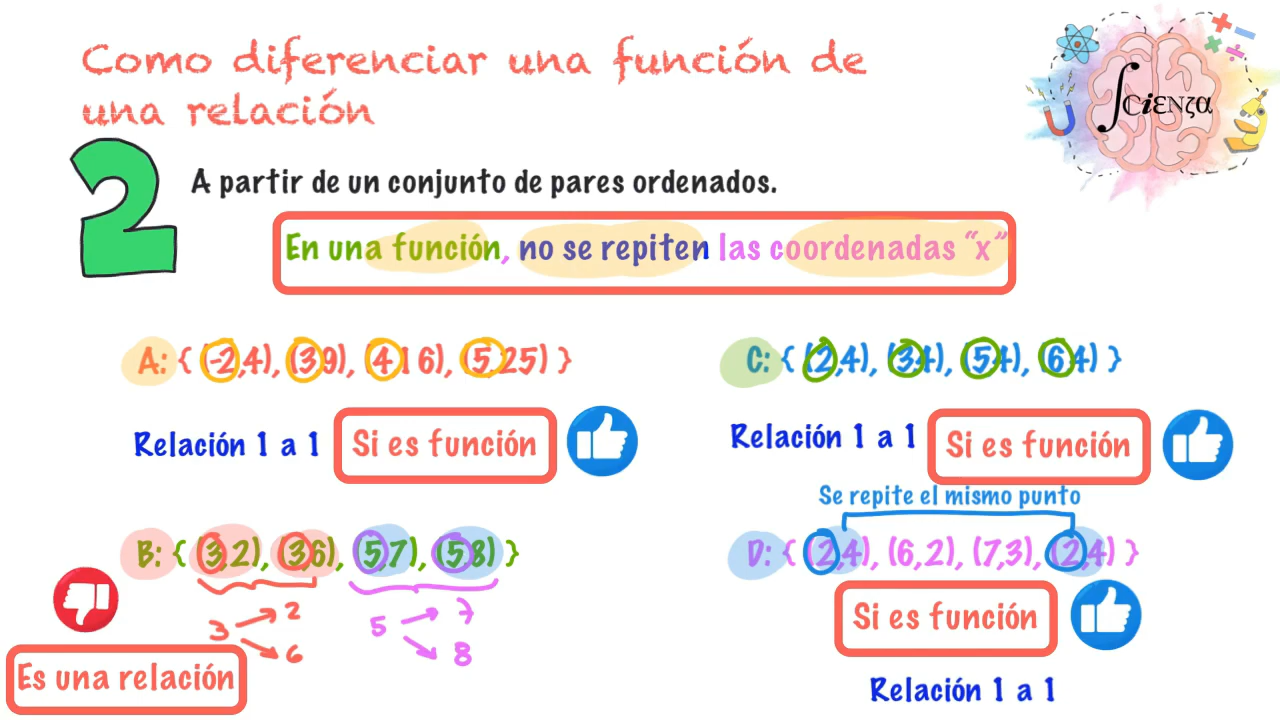 Como diferenciar una función de
una relación
∫CiENζα
2
A partir de un conjunto de pares ordenados.
En una función, no se repiten las coordenadas “x”
A: { (-2,4), (3,9), (4,16), (5,25) }
Relación 1 a 1
Si es función
B: { (3,2), (3,6), (5,7), (5,8) }
3 → 2
→ 6
5 → 7
→ 8
Es una relación
C: { (2,4), (3,4), (5,4), (6,4) }
Relación 1 a 1
Si es función
Se repite el mismo punto
D: { (2,4), (6,2), (7,3), (2,4) }
Si es función
Relación 1 a 1